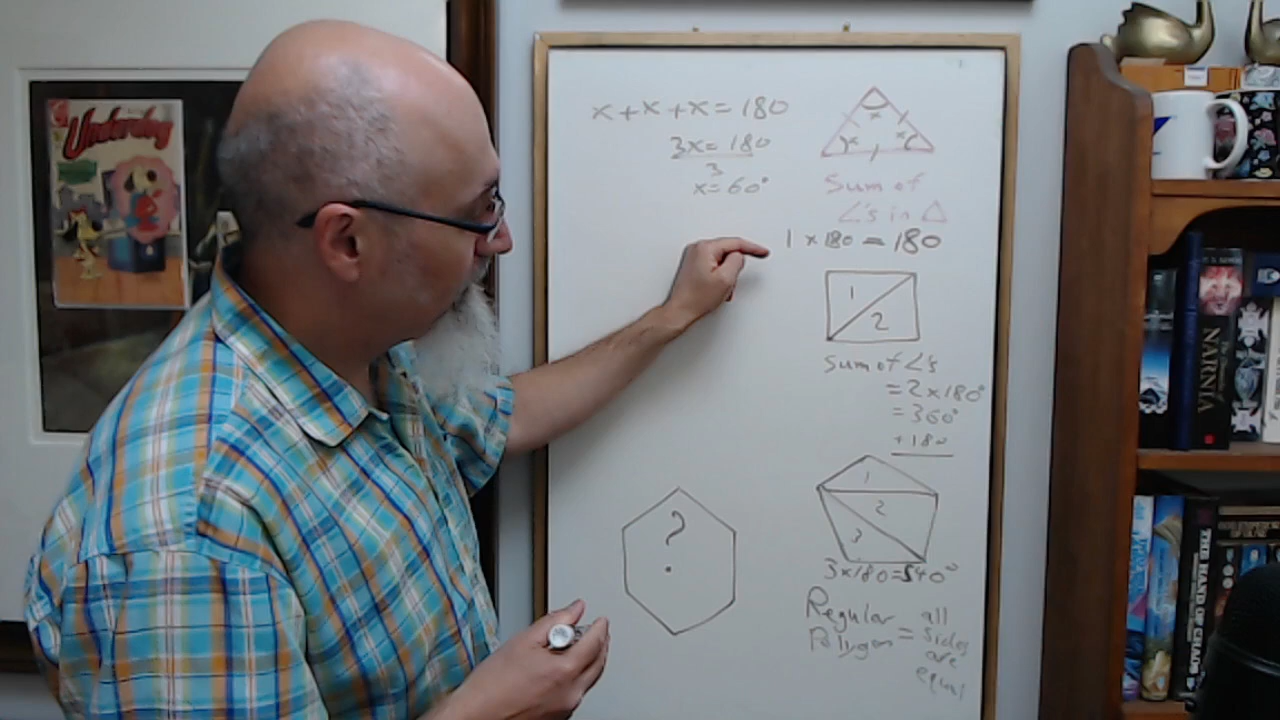 Underdog
x + x + x = 180
3x = 180
3
x = 60°
x
x
x
Sum of
∠'s in △
1 x 180 = 180
1
2
Sum of ∠'s
= 2 x 180°
= 360°
+ 180
1
2
3
3 x 180 = 540°
?
Regular
Polygon
=
all
sides
are
equal
NARNIA
THE HAND OF CHAOS